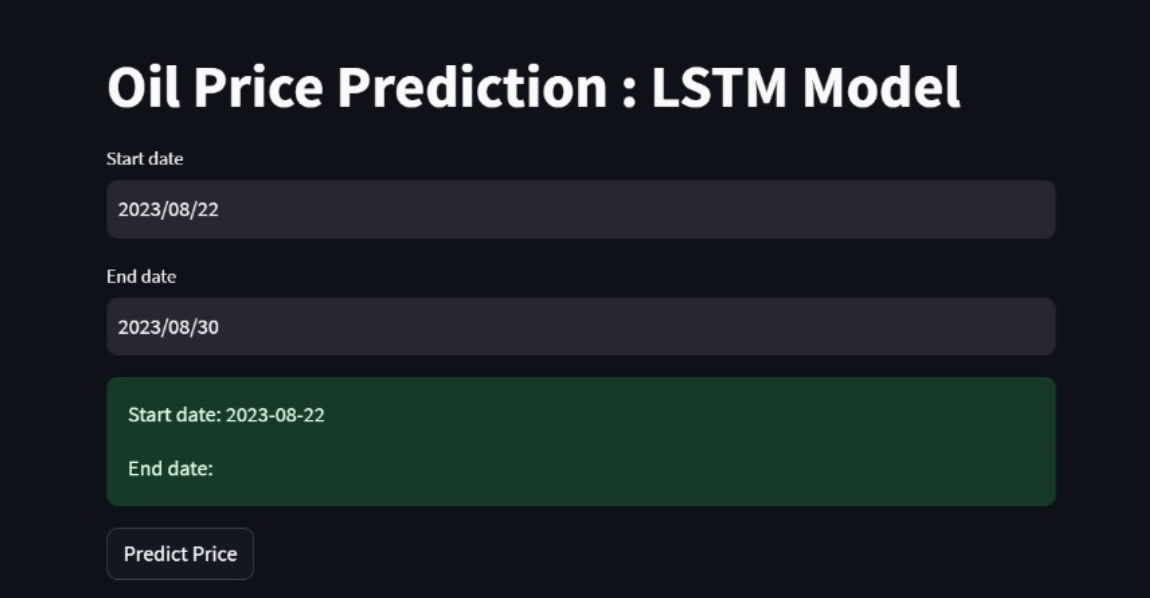 Oil Price Prediction : LSTM Model
Start date
2023/08/22
End date
2023/08/30
Start date: 2023-08-22
End date:
Predict Price